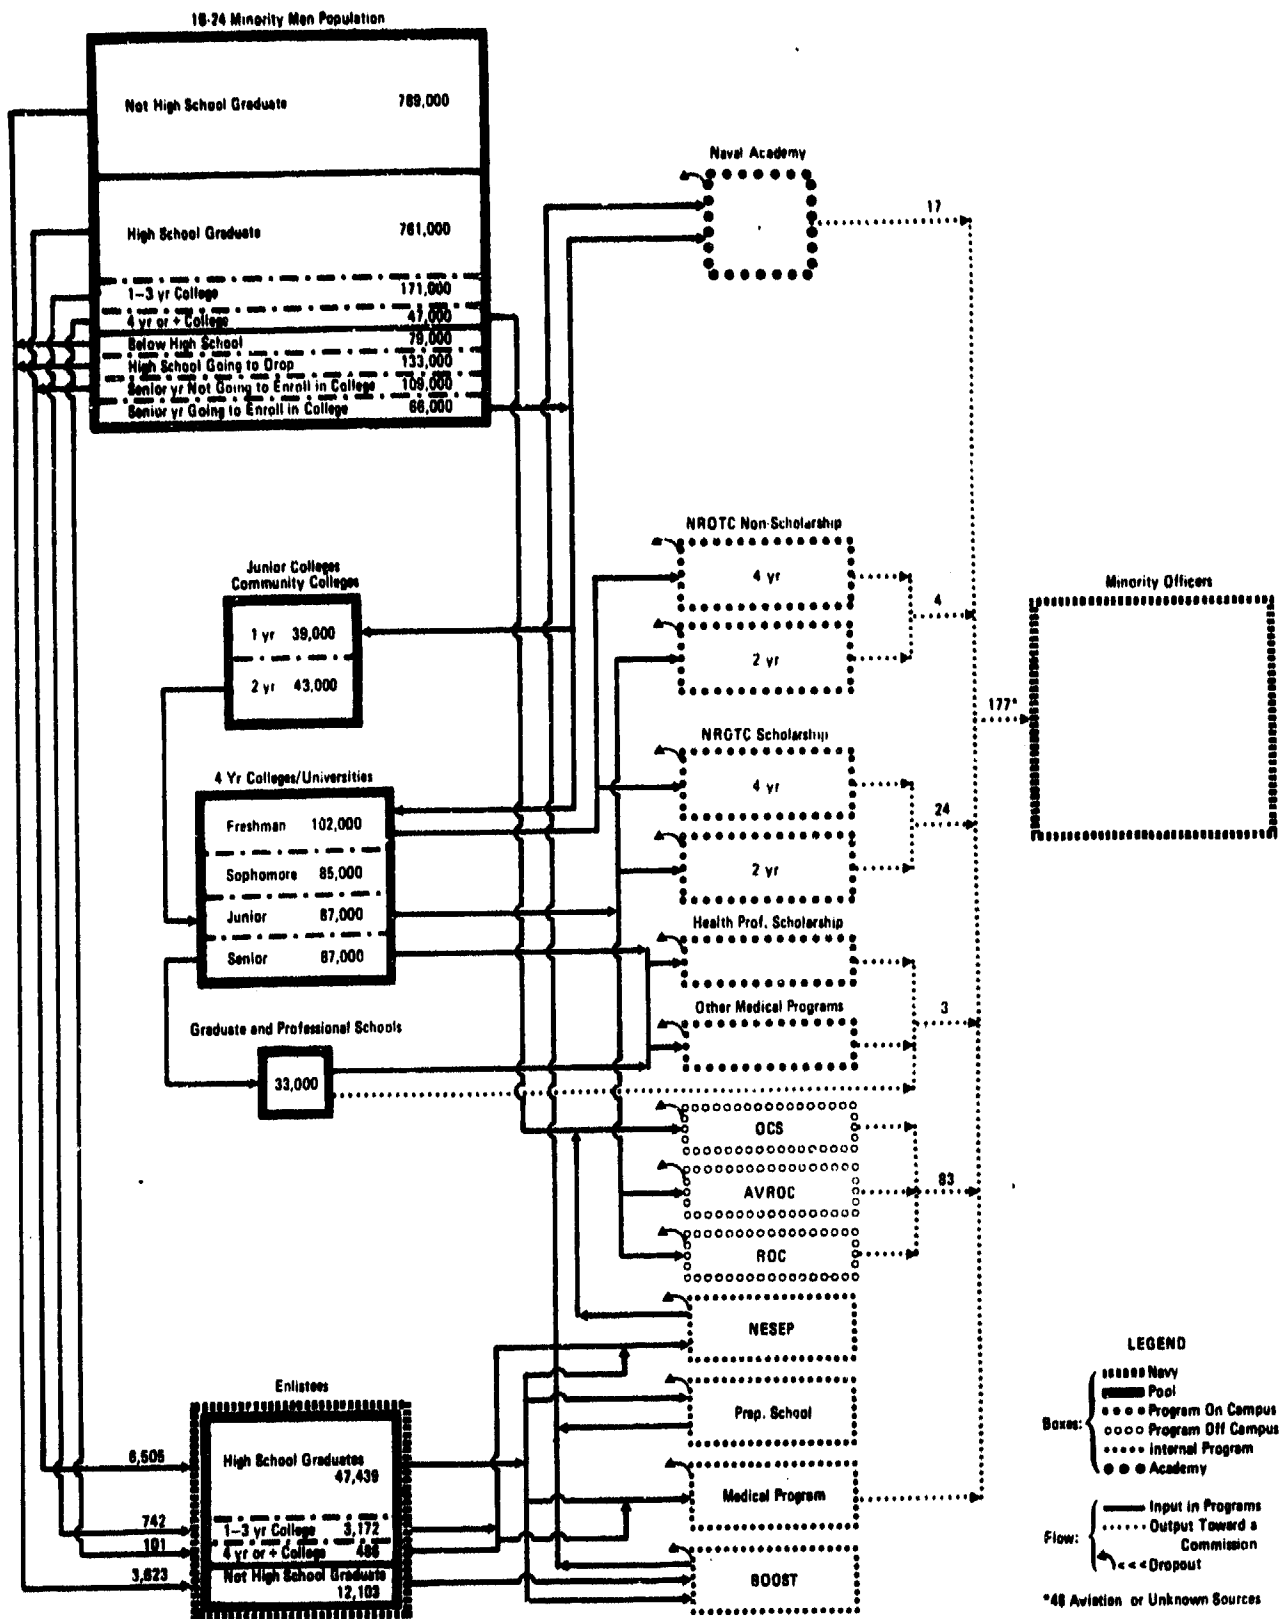 16-24 Minority Men Population
Not High School Graduate 769,000
High School Graduate 761,000
1-3 yr College 171,000
4 yr or + College 47,000
Below High School 79,000
High School Going to Drop 133,000
Senior yr Not Going to Enroll in College 109,000
Senior yr Going to Enroll in College 66,000
Naval Academy
17
Junior Colleges
Community Colleges
1 yr 39,000
2 yr 43,000
NROTC Non-Scholarship
4 yr
2 yr
4
Minority Officers
177*
4 Yr Colleges/Universities
Freshman 102,000
Sophomore 85,000
Junior 87,000
Senior 87,000
NROTC Scholarship
4 yr
2 yr
24
Health Prof. Scholarship
Other Medical Programs
3
Graduate and Professional Schools
33,000
OCS
AVROC
ROC
83
NESEP
Prep. School
Medical Program
BOOST
Enlistees
6,505
742
191
3,623
High School Graduates
47,439
1-3 yr College 3,172
4 yr or + College 486
Not High School Graduate
12,103
LEGEND
Boxes:
Navy
Pool
Program On Campus
Program Off Campus
Internal Program
Academy
Flow:
Input in Programs
Output Toward a
Commission
<<<Dropout
*46 Aviation or Unknown Sources